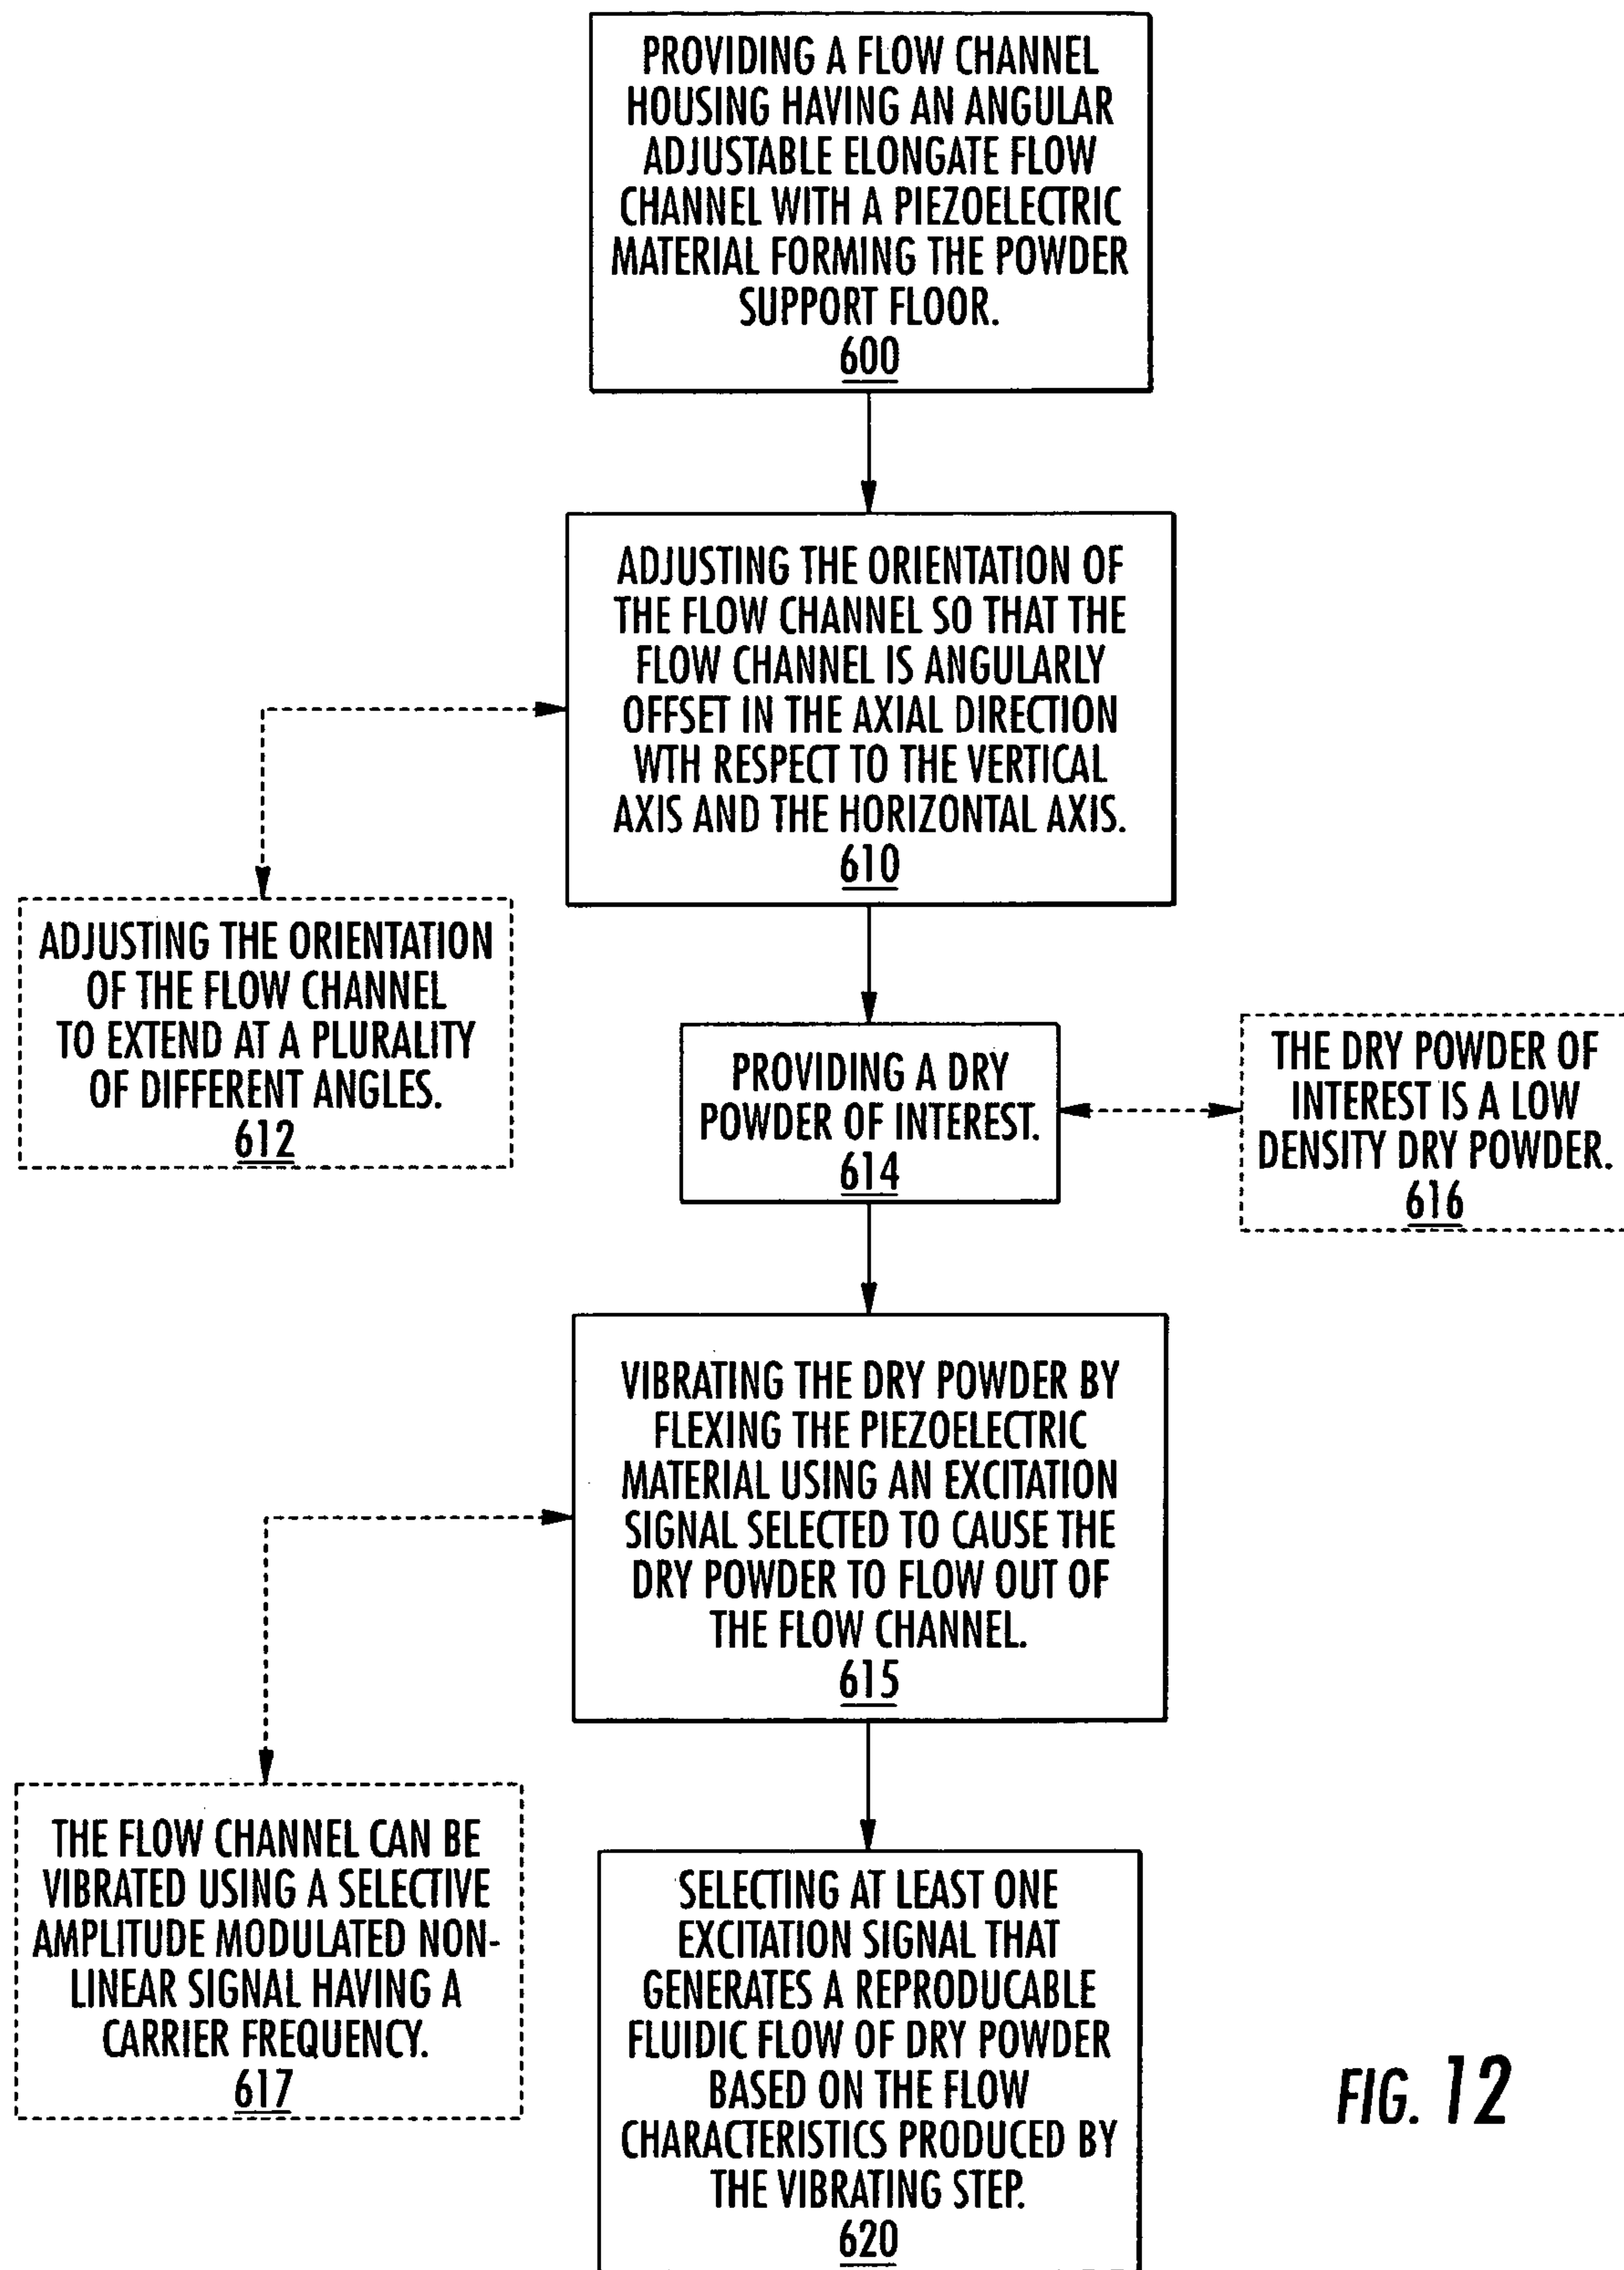 PROVIDING A FLOW CHANNEL
HOUSING HAVING AN ANGULAR
ADJUSTABLE ELONGATE FLOW
CHANNEL WITH A PIEZOELECTRIC
MATERIAL FORMING THE POWDER
SUPPORT FLOOR.
600
ADJUSTING THE ORIENTATION OF
THE FLOW CHANNEL SO THAT THE
FLOW CHANNEL IS ANGULARLY
OFFSET IN THE AXIAL DIRECTION
WTH RESPECT TO THE VERTICAL
AXIS AND THE HORIZONTAL AXIS.
610
ADJUSTING THE ORIENTATION
OF THE FLOW CHANNEL
TO EXTEND AT A PLURALITY
OF DIFFERENT ANGLES.
612
PROVIDING A DRY
POWDER OF INTEREST.
614
THE DRY POWDER OF
INTEREST IS A LOW
DENSITY DRY POWDER.
616
VIBRATING THE DRY POWDER BY
FLEXING THE PIEZOELECTRIC
MATERIAL USING AN EXCITATION
SIGNAL SELECTED TO CAUSE THE
DRY POWDER TO FLOW OUT OF
THE FLOW CHANNEL.
615
THE FLOW CHANNEL CAN BE
VIBRATED USING A SELECTIVE
AMPLITUDE MODULATED NON-
LINEAR SIGNAL HAVING A
CARRIER FREQUENCY.
617
SELECTING AT LEAST ONE
EXCITATION SIGNAL THAT
GENERATES A REPRODUCABLE
FLUIDIC FLOW OF DRY POWDER
BASED ON THE FLOW
CHARACTERISTICS PRODUCED BY
THE VIBRATING STEP.
620
FIG. 12